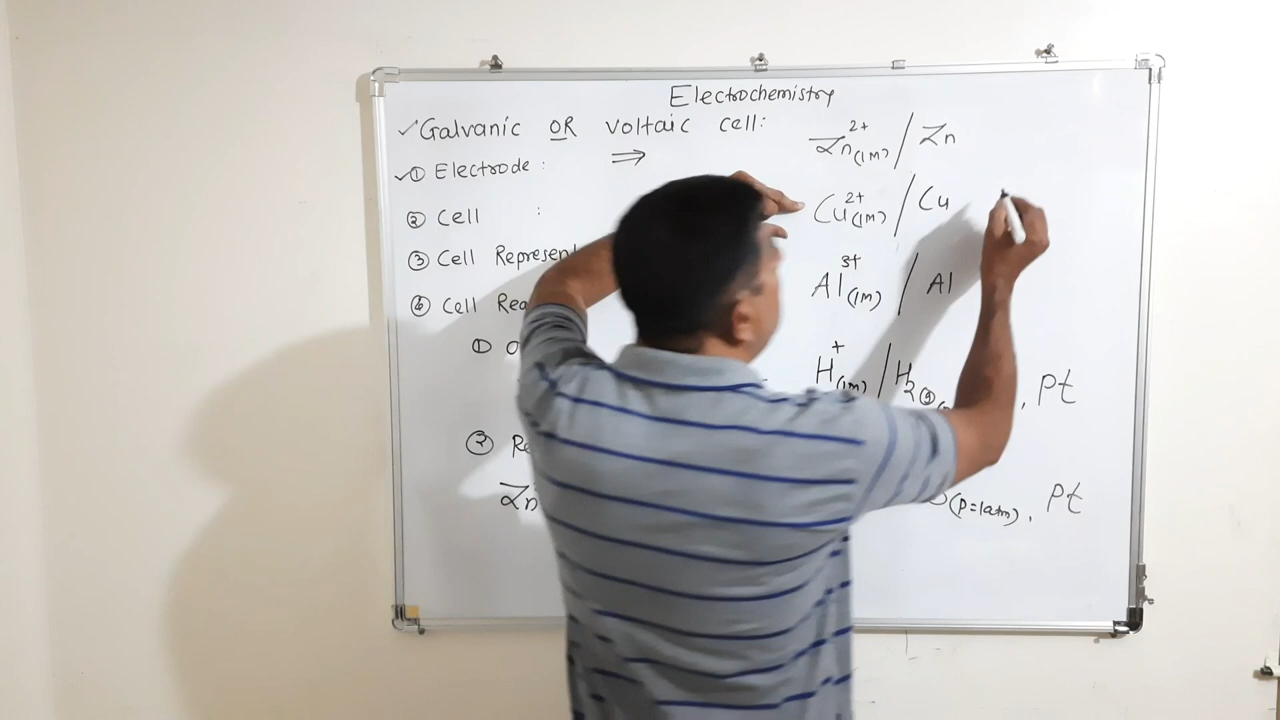 Electrochemistry
✓ Galvanic OR voltaic cell:
✓① Electrode : ⇒
② Cell :
③ Cell Represent
④ Cell Rea
①
②
Zn
Zn²⁺(1M) / Zn
Cu²⁺(1M) / Cu
Al³⁺(1M) / Al
H⁺(1M) / H₂(g) , Pt
(P=1atm), Pt